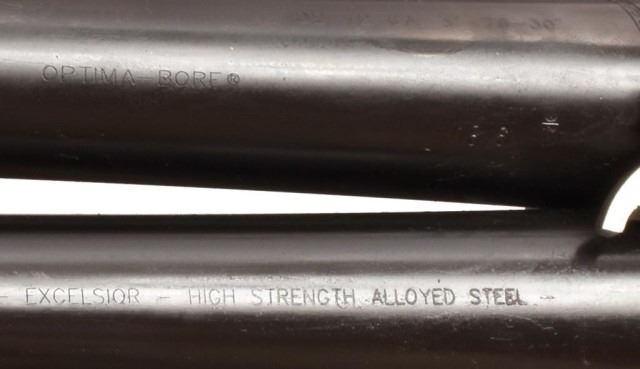 OPTIMA-BORE®
- EXCELSIOR - HIGH STRENGTH ALLOYED STEEL -